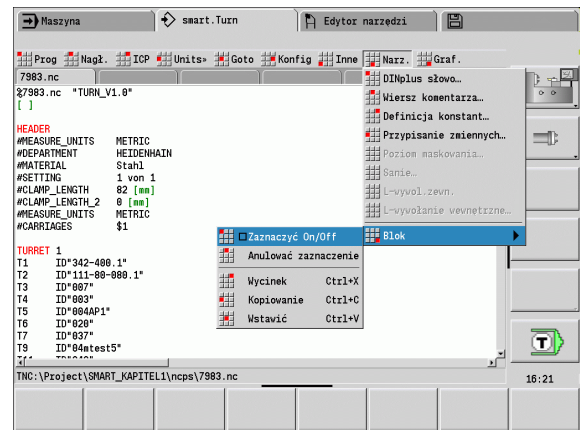 Maszyna
smart.Turn
Edytor narzędzi
Prog Nagł. ICP Units» Goto Konfig Inne Narz. Graf.
7983.nc
%7983.nc "TURN_V1.0"
[ ]
HEADER
#MEASURE_UNITS METRIC
#DEPARTMENT HEIDENHAIN
#MATERIAL Stahl
#SETTING 1 von 1
#CLAMP_LENGTH 82 [mm]
#CLAMP_LENGTH_2 0 [mm]
#MEASURE_UNITS METRIC
#CARRIAGES $1
TURRET 1
T1 ID"342-400.1"
T2 ID"111-80-080.1"
T3 ID"007"
T4 ID"003"
T5 ID"004AP1"
T6 ID"020"
T7 ID"037"
T9 ID"04mtest5"
DINplus słowo…
Wiersz komentarza…
Definicja konstant…
Przypisanie zmiennych…
Poziom maskowania…
Sanie…
L-wyvol.zewn.
L-wyvołanie wewnętrzne…
Blok
Zaznaczyć On/Off
Anulować zaznaczenie
Wycinek Ctrl+X
Kopiowanie Ctrl+C
Wstavić Ctrl+V
T
TNC:\Project\SMART_KAPITEL1\ncps\7983.nc
16:21